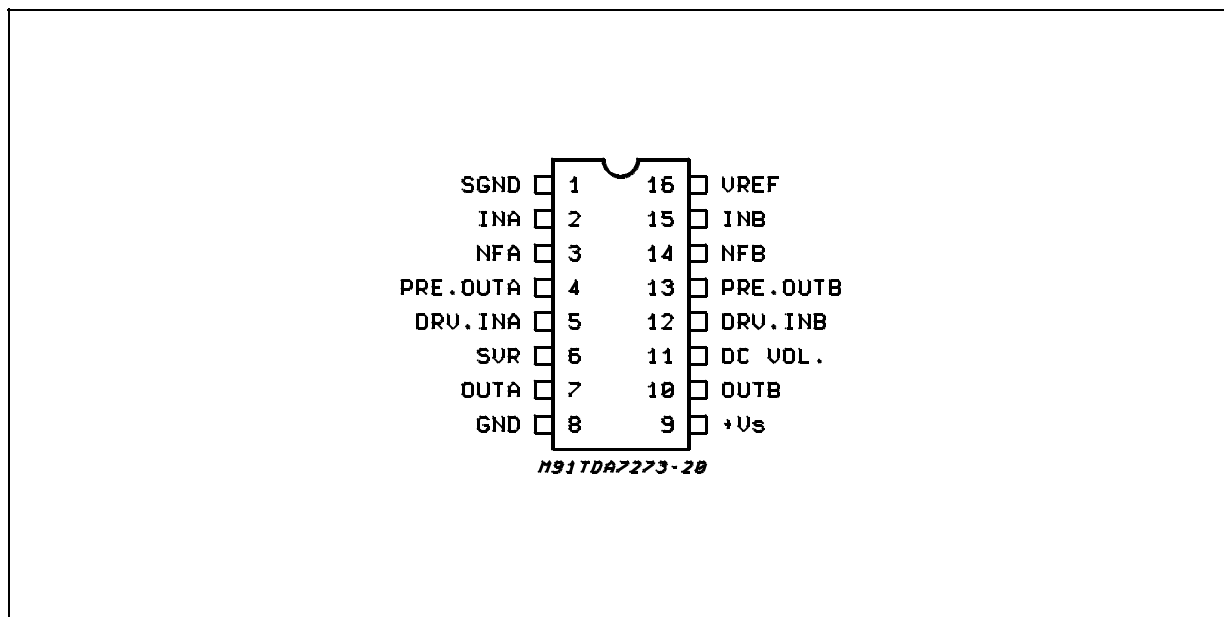 SGND 1 16 VREF
INA 2 15 INB
NFA 3 14 NFB
PRE.OUTA 4 13 PRE.OUTB
DRV.INA 5 12 DRV.INB
SVR 6 11 DC VOL.
OUTA 7 10 OUTB
GND 8 9 +Vs
M91TDA7273-20